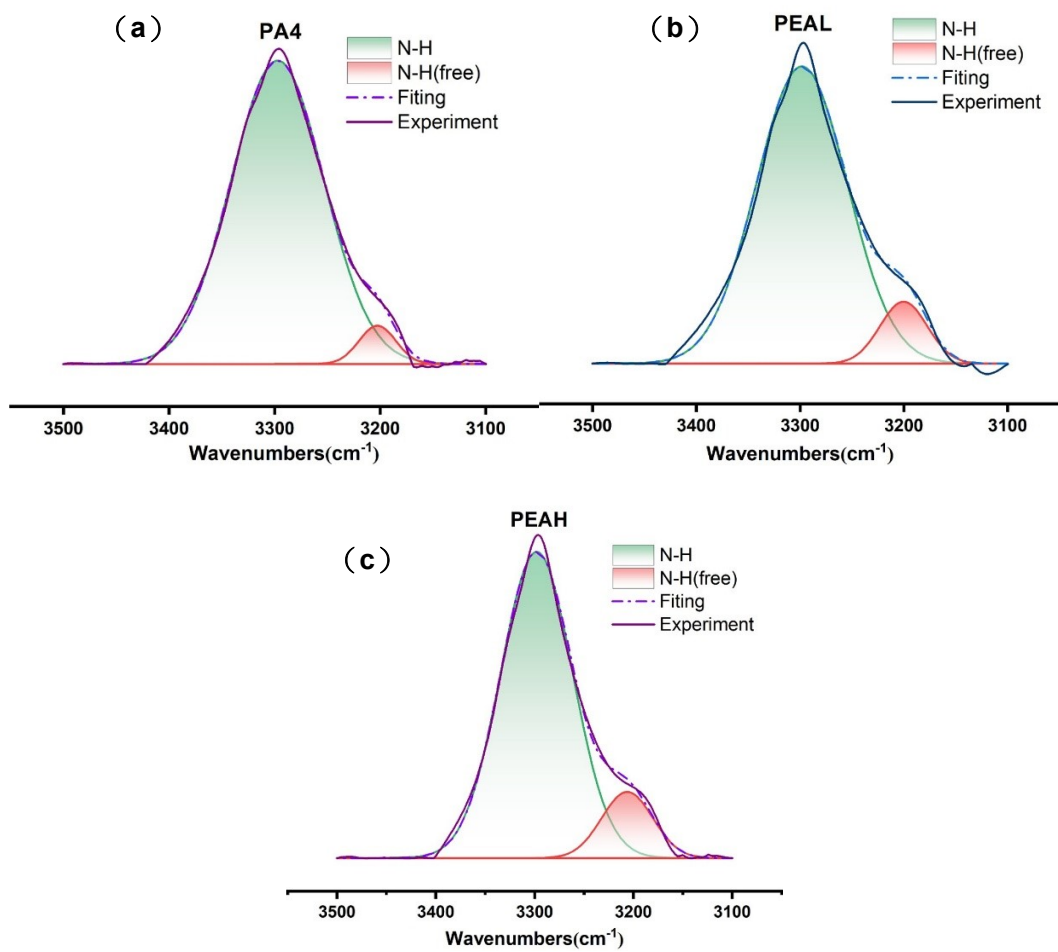 (a)
PA4
N-H
N-H(free)
Fiting
Experiment
3500 3400 3300 3200 3100
Wavenumbers(cm⁻¹)
(b)
PEAL
N-H
N-H(free)
Fiting
Experiment
3500 3400 3300 3200 3100
Wavenumbers(cm⁻¹)
(c)
PEAH
N-H
N-H(free)
Fiting
Experiment
3500 3400 3300 3200 3100
Wavenumbers(cm⁻¹)